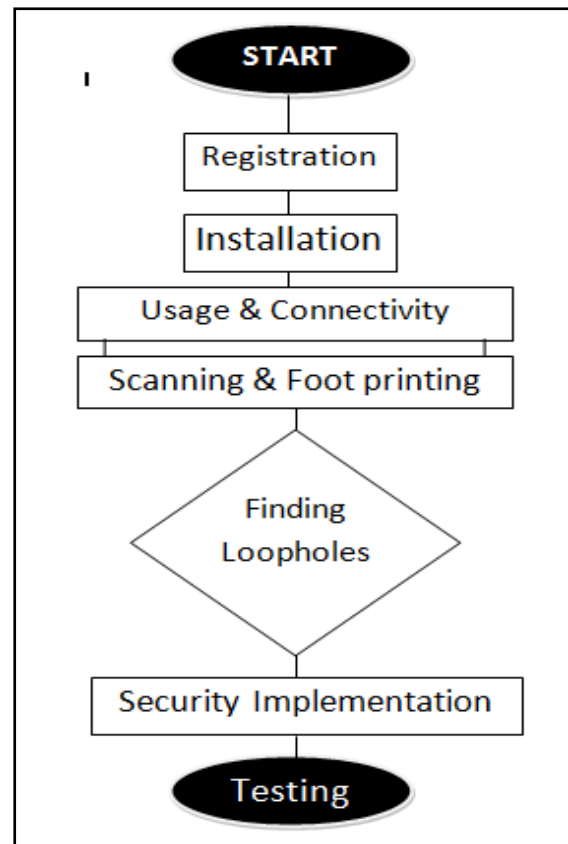 START
Registration
Installation
Usage & Connectivity
Scanning & Foot printing
Finding
Loopholes
Security Implementation
Testing